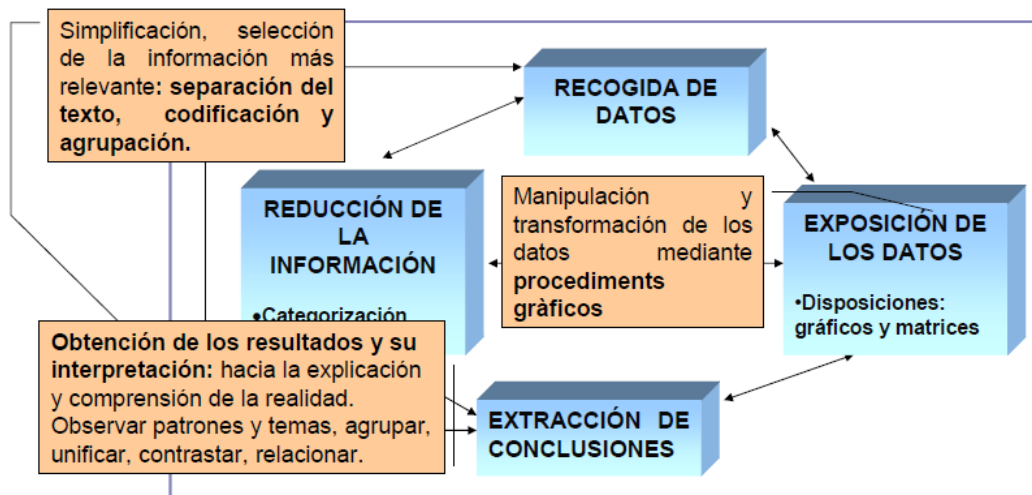 Simplificación, selección
de la información más
relevante: separación del
texto, codificación y
agrupación.
RECOGIDA DE
DATOS
REDUCCIÓN DE
LA
INFORMACIÓN
•Categorización
Manipulación y
transformación de los
datos mediante
procediments
gràficos
EXPOSICIÓN DE
LOS DATOS
•Disposiciones:
gráficos y matrices
Obtención de los resultados y su
interpretación: hacia la explicación
y comprensión de la realidad.
Observar patrones y temas, agrupar,
unificar, contrastar, relacionar.
EXTRACCIÓN DE
CONCLUSIONES